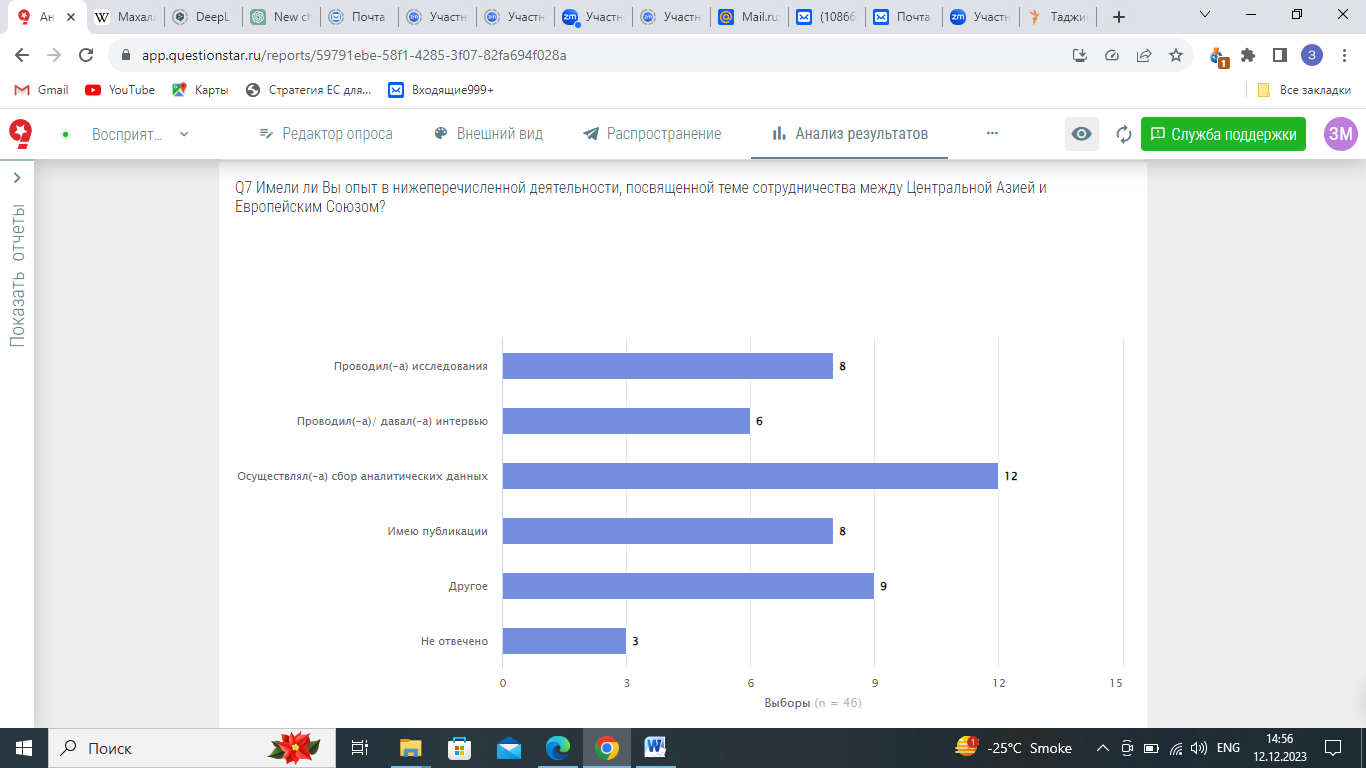 Ан
Махал
DeepL
New ch
Почта
Участн
Участн
Участн
Участн
Mail.ru
(10866
Почта
Участн
Таджи
app.questionstar.ru/reports/59791ebe-58f1-4285-3f07-82fa694f028a
1
З
Gmail
YouTube
Карты
Стратегия ЕС для...
Входящие999+
Все закладки
Восприят...
Редактор опроса
Внешний вид
Распространение
Анализ результатов
Служба поддержки
ЗМ
Показать отчеты
Q7 Имели ли Вы опыт в нижеперечисленной деятельности, посвященной теме сотрудничества между Центральной Азией и
Европейским Союзом?
Проводил(-а) исследования
8
Проводил(-а)/ давал(-а) интервью
6
Осуществлял(-а) сбор аналитических данных
12
Имею публикации
8
Другое
9
Не отвечено
3
0 3 6 9 12 15
Выборы (n = 46)
Поиск
1
-25°C Smoke
ENG
14:56
12.12.2023